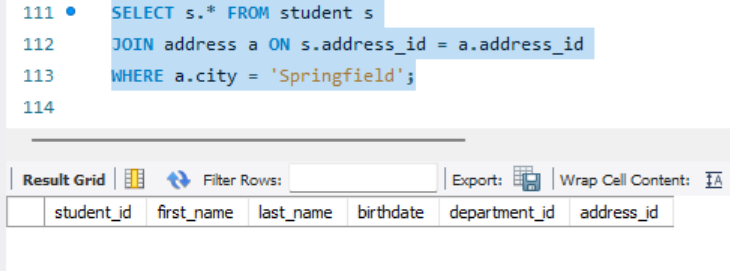 111 SELECT s.* FROM student s
112 JOIN address a ON s.address_id = a.address_id
113 WHERE a.city = 'Springfield';
114
Result Grid Filter Rows: Export: Wrap Cell Content: IA
student_id first_name last_name birthdate department_id address_id